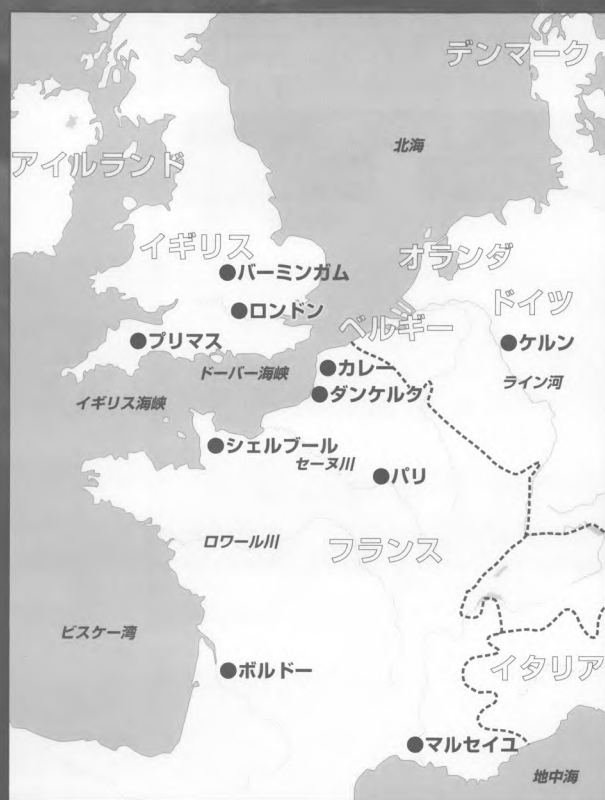 デンマーク
北海
アイルランド
イギリス
オランダ
●バーミンガム
ドイツ
●ロンドン
ベルギー
●プリマス
●ケルン
ドーバー海峡
●カレー
ライン河
●ダンケルク
イギリス海峡
●シェルブール
セーヌ川
●パリ
ロワール川
フランス
ビスケー湾
●ボルドー
イタリア
●マルセイユ
地中海